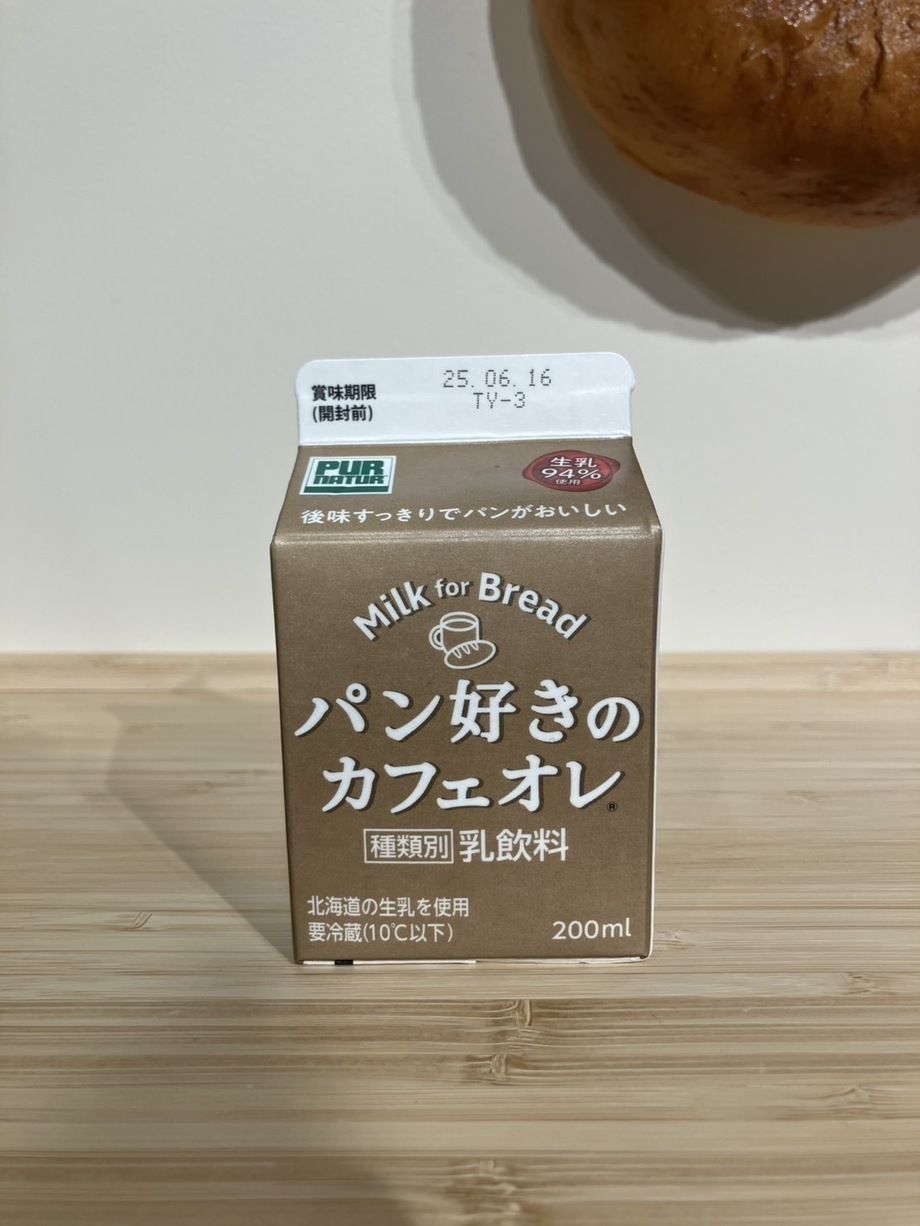 賞味期限
(開封前)
25.06.16
TY-3
PUR
NATUR
生乳
94%
使用
後味すっきりでパンがおいしい
Milk for Bread
パン好きの
カフェオレ®
種類別 乳飲料
北海道の生乳を使用
要冷蔵(10℃以下)
200ml